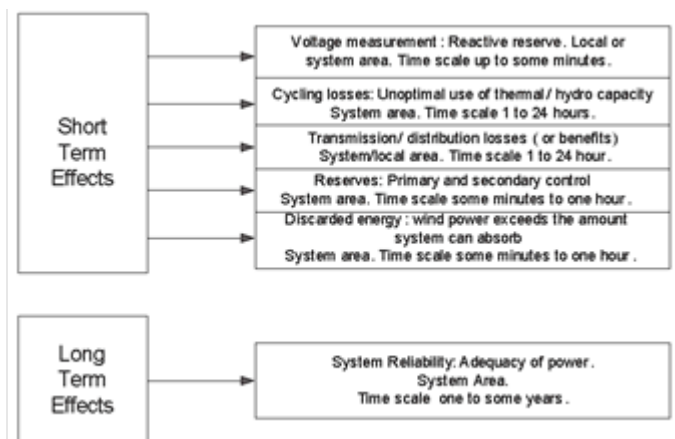 Short
Term
Effects
Voltage measurement : Reactive reserve. Local or
system area. Time scale up to some minutes.
Cycling losses: Unoptimal use of thermal / hydro capacity
System area. Time scale 1 to 24 hours.
Transmission/ distribution losses ( or benefits)
System/local area. Time scale 1 to 24 hour.
Reserves: Primary and secondary control
System area. Time scale some minutes to one hour.
Discarded energy : wind power exceeds the amount
system can absorb
System area. Time scale some minutes to one hour .
Long
Term
Effects
System Reliability: Adequacy of power.
System Area.
Time scale one to some years .